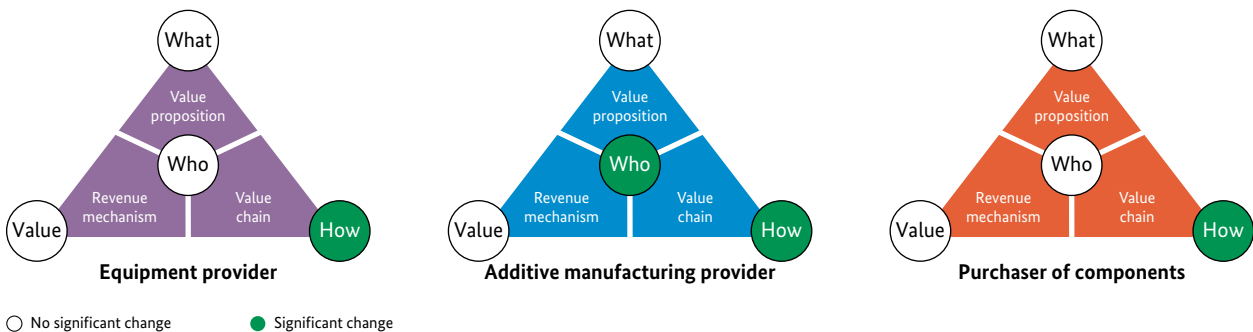 What
Value
proposition
Who
Revenue
mechanism
Value
chain
Value
How
Equipment provider
What
Value
proposition
Who
Revenue
mechanism
Value
chain
Value
How
Additive manufacturing provider
What
Value
proposition
Who
Revenue
mechanism
Value
chain
Value
How
Purchaser of components
No significant change
Significant change